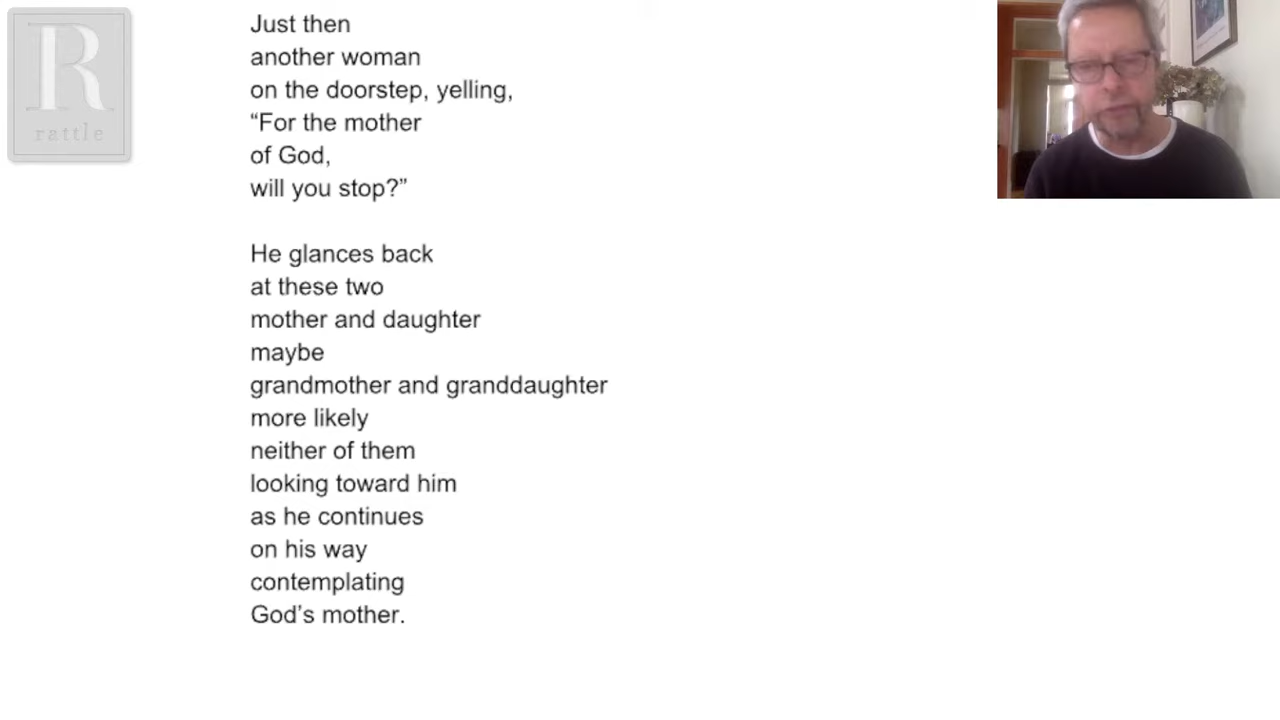 R
rattle
Just then
another woman
on the doorstep, yelling,
“For the mother
of God,
will you stop?”
He glances back
at these two
mother and daughter
maybe
grandmother and granddaughter
more likely
neither of them
looking toward him
as he continues
on his way
contemplating
God’s mother.